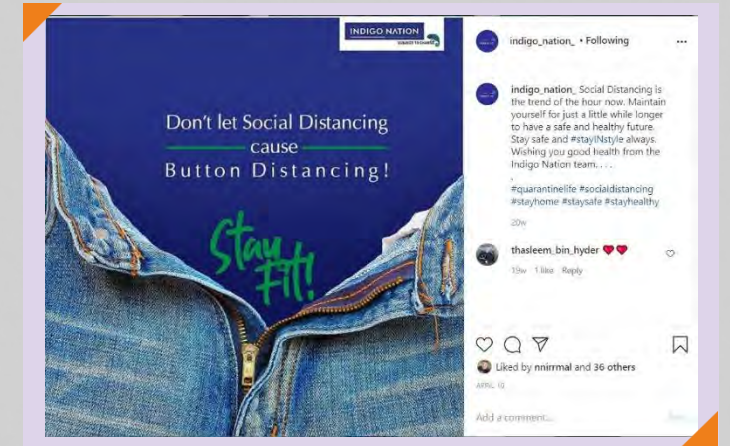 INDIGO NATION
Don't let Social Distancing
cause
Button Distancing!
Stay
Fit!
indigo_nation_ • Following
indigo_nation_ Social Distancing is
the trend of the hour now. Maintain
yourself for just a little while longer
to have a safe and healthy future.
Stay safe and #stayINstyle always.
Wishing you good health from the
Indigo Nation team. . . .
.
#quarantinelife #socialdistancing
#stayhome #staysafe #stayhealthy
20w
thasleem_bin_hyder
19w 1 like Reply
Liked by nnirrmal and 36 others
Add a comment...